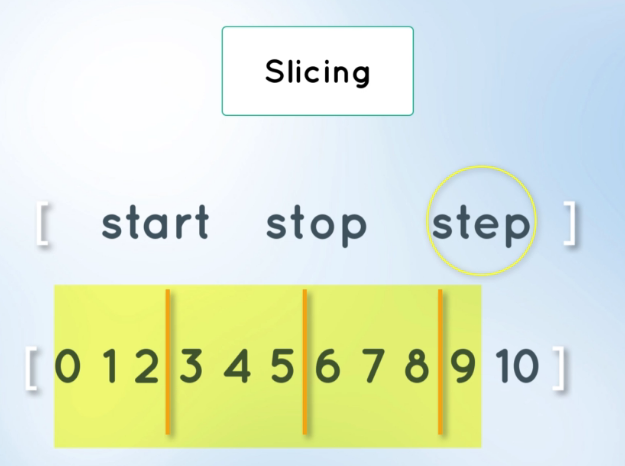 Slicing
[ start stop step ]
[ 0 1 2 3 4 5 6 7 8 9 10 ]